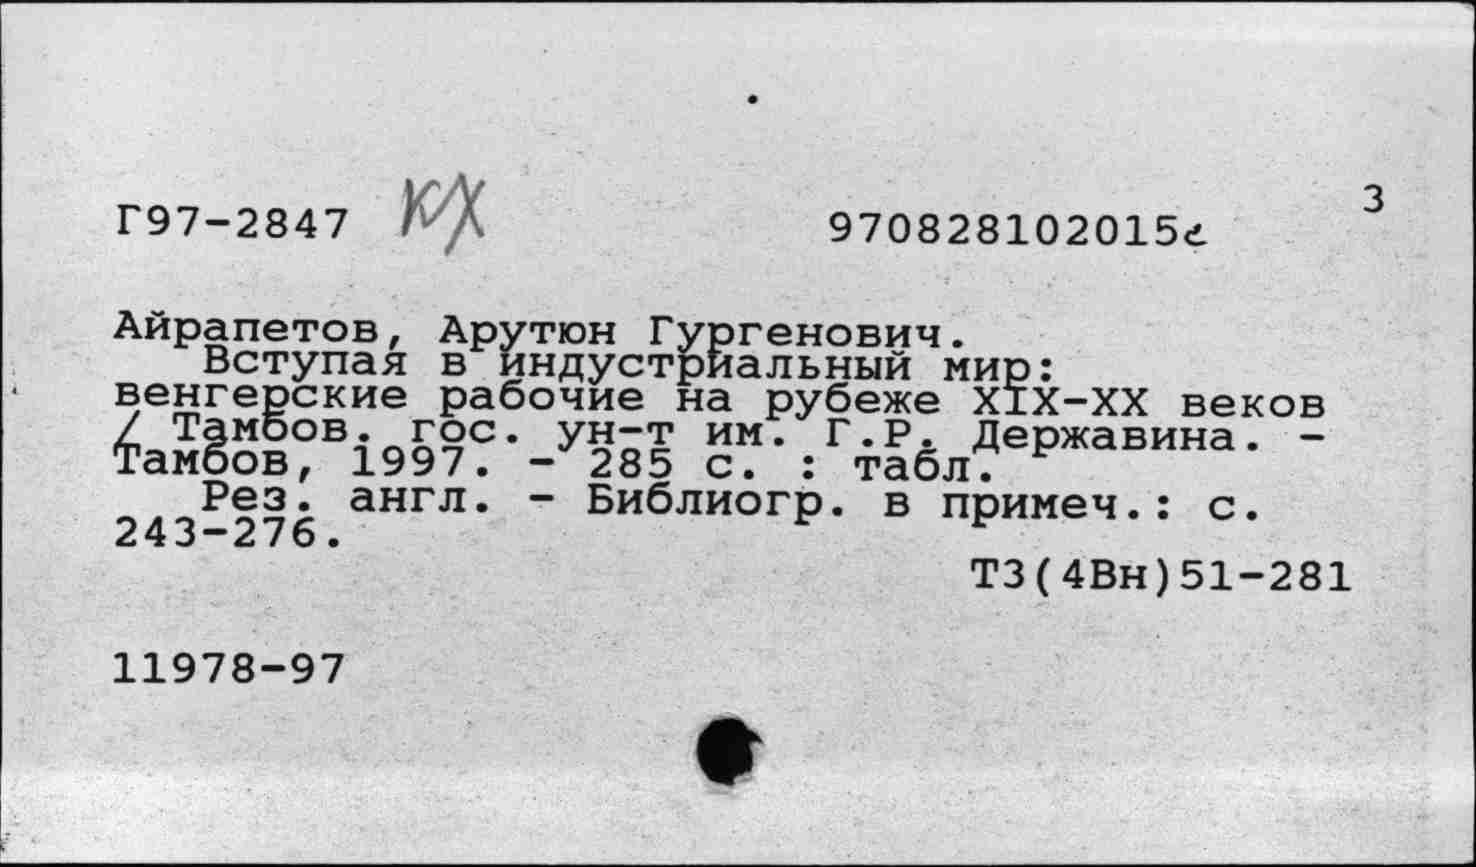 3
Г97-2847 КХ 970828102015с
Айрапетов, Арутюн Гургенович.
Вступая в индустриальный мир:
венгерские рабочие на рубеже XIX-XX веков
/ Тамбов. гос. ун-т им. Г.Р. Державина. -
Тамбов, 1997. - 285 с. : табл.
Рез. англ. - Библиогр. в примеч.: с.
243-276.
Т3(4Вн)51-281
11978-97